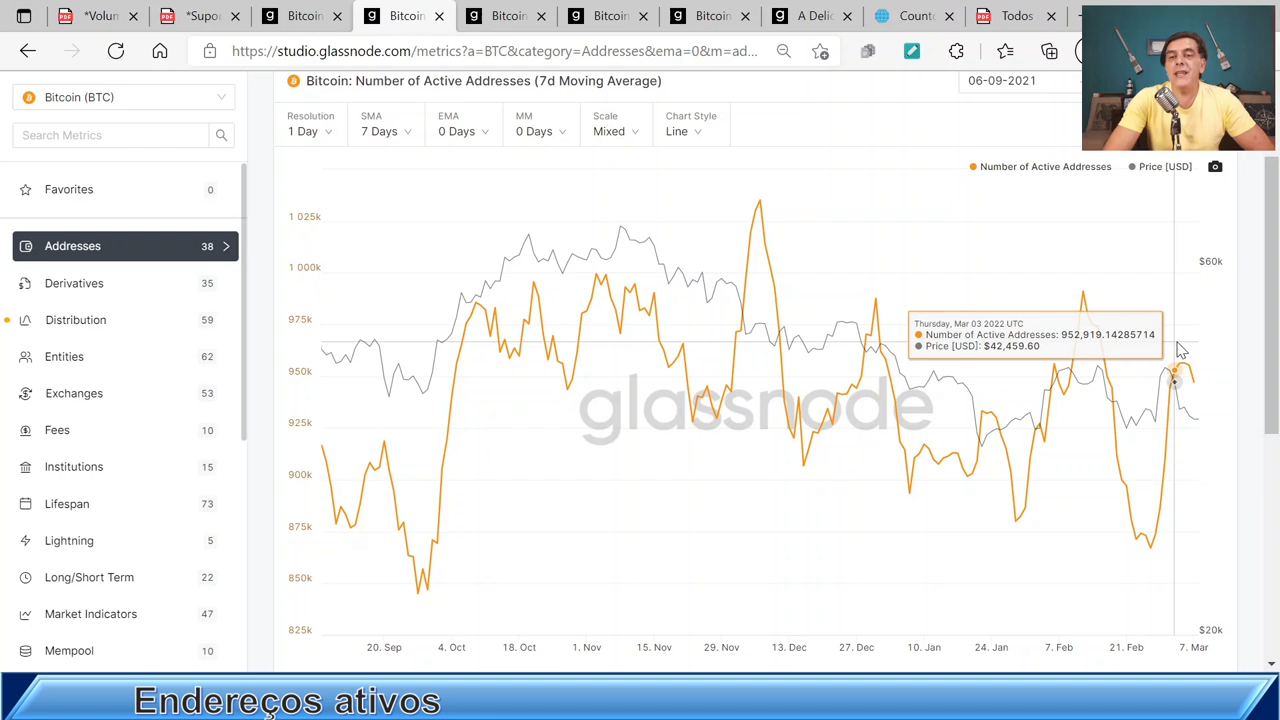 *Volun
*Supor
Bitcoin
Bitcoin
Bitcoin
Bitcoin
Bitcoin
A Delic
Counto
Todos
https://studio.glassnode.com/metrics?a=BTC&category=Addresses&ema=0&m=ad...
Bitcoin (BTC)
Search Metrics
Favorites 0
Addresses 38
Derivatives 35
Distribution 59
Entities 62
Exchanges 53
Fees 10
Institutions 15
Lifespan 73
Lightning 5
Long/Short Term 22
Market Indicators 47
Mempool 10
Bitcoin: Number of Active Addresses (7d Moving Average)
06-09-2021
Resolution SMA EMA MM Scale Chart Style
1 Day 7 Days 0 Days 0 Days Mixed Line
Number of Active Addresses Price [USD]
1 025k
1 000k
975k
950k
925k
900k
875k
850k
825k
$60k
$20k
Thursday, Mar 03 2022 UTC
Number of Active Addresses: 952,919.14285714
Price [USD]: $42,459.60
glassnode
20. Sep 4. Oct 18. Oct 1. Nov 15. Nov 29. Nov 13. Dec 27. Dec 10. Jan 24. Jan 7. Feb 21. Feb 7. Mar
Endereços ativos